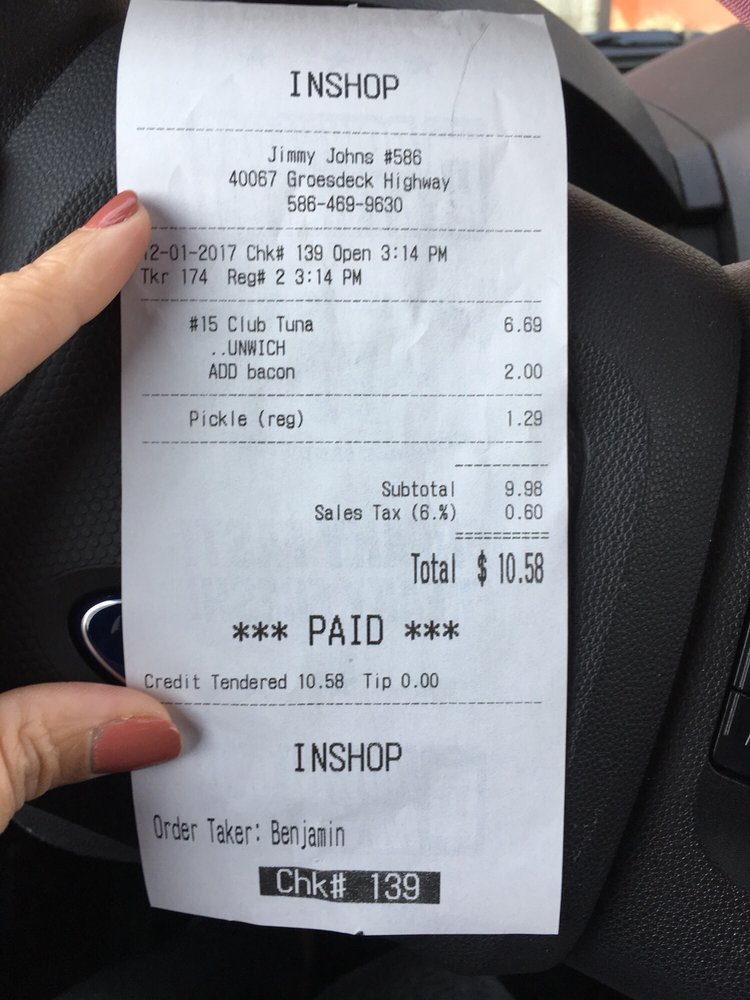 INSHOP
Jimmy Johns #586
40067 Groesdeck Highway
586-469-9630
12-01-2017 Chk# 139 Open 3:14 PM
Tkr 174 Reg# 2 3:14 PM
#15 Club Tuna 6.69
..UNWICH
ADD bacon 2.00
Pickle (reg) 1.29
Subtotal 9.98
Sales Tax (6.%) 0.60
Total $ 10.58
*** PAID ***
Credit Tendered 10.58 Tip 0.00
INSHOP
Order Taker: Benjamin
Chk# 139